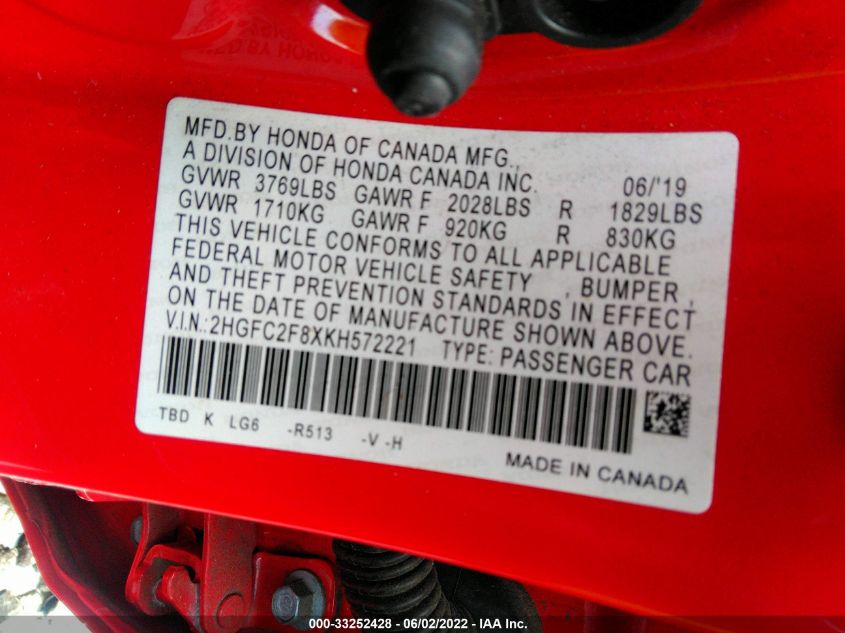 MFD. BY HONDA OF CANADA MFG.,
A DIVISION OF HONDA CANADA INC. 06/'19
GVWR 3769LBS GAWR F 2028LBS R 1829LBS
GVWR 1710KG GAWR F 920KG R 830KG
THIS VEHICLE CONFORMS TO ALL APPLICABLE
FEDERAL MOTOR VEHICLE SAFETY , BUMPER ,
AND THEFT PREVENTION STANDARDS IN EFFECT
ON THE DATE OF MANUFACTURE SHOWN ABOVE.
V.I.N.:2HGFC2F8XKH572221 TYPE: PASSENGER CAR
TBD K LG6 -R513 -V -H
MADE IN CANADA
000-33252428 - 06/02/2022 - IAA Inc.